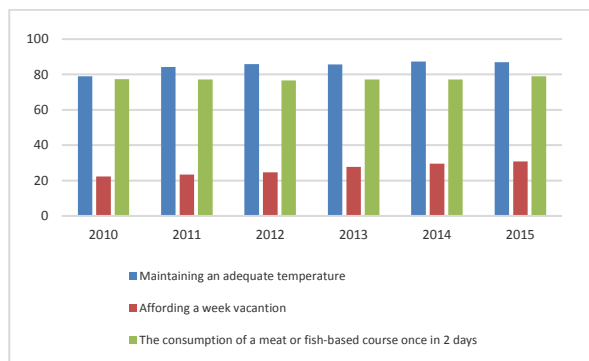 100
80
60
40
20
0
2010 2011 2012 2013 2014 2015
Maintaining an adequate temperature
Affording a week vacantion
The consumption of a meat or fish-based course once in 2 days